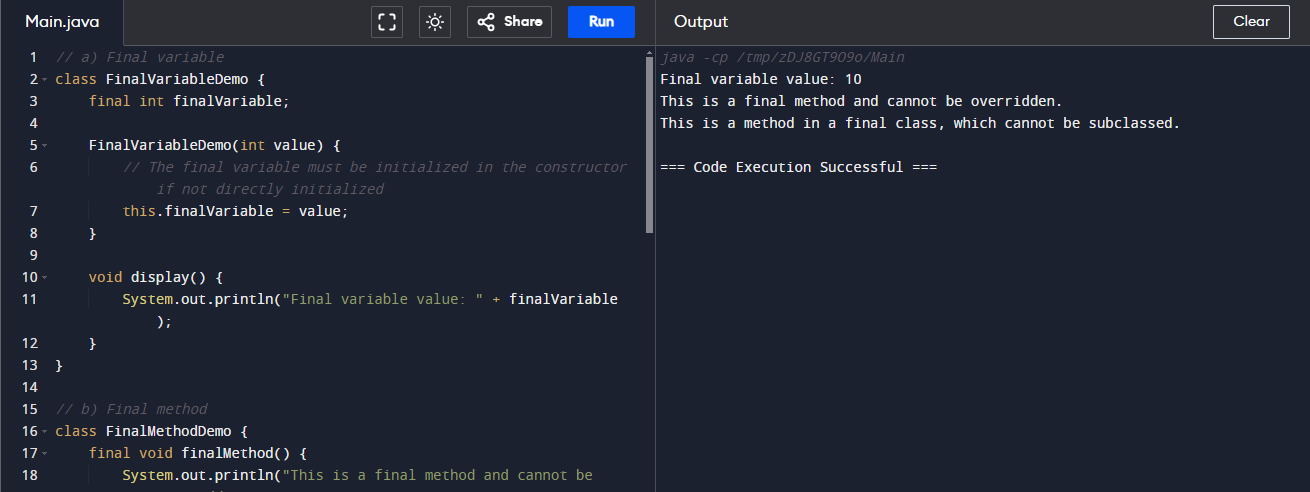 Main.java
Share
Run
Output
Clear
1 // a) Final variable
2 class FinalVariableDemo {
3 final int finalVariable;
4
5 FinalVariableDemo(int value) {
6 // The final variable must be initialized in the constructor
if not directly initialized
7 this.finalVariable = value;
8 }
9
10 void display() {
11 System.out.println("Final variable value: " + finalVariable
);
12 }
13 }
14
15 // b) Final method
16 class FinalMethodDemo {
17 final void finalMethod() {
18 System.out.println("This is a final method and cannot be
java -cp /tmp/zDJ8GT9O9o/Main
Final variable value: 10
This is a final method and cannot be overridden.
This is a method in a final class, which cannot be subclassed.
=== Code Execution Successful ===